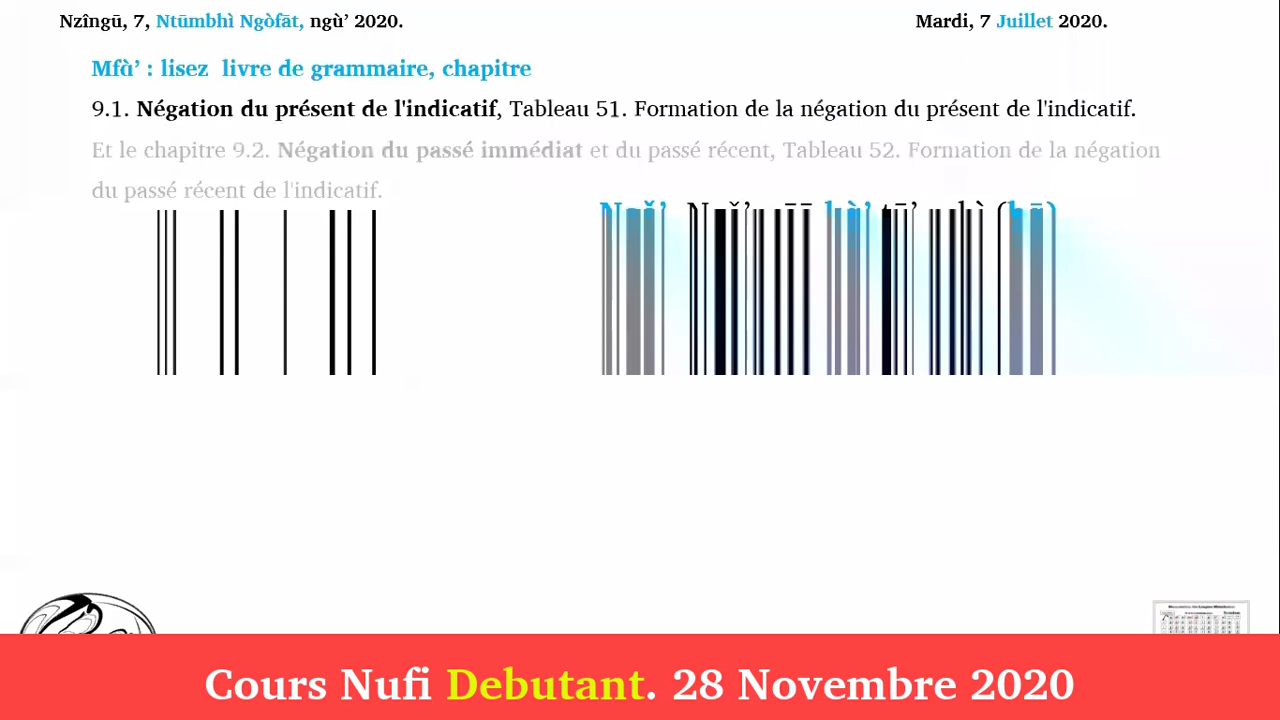 Nzîngū, 7, Ntūmbhì Ngòfāt, ngù’ 2020.
Mardi, 7 Juillet 2020.
Mfà’ : lisez livre de grammaire, chapitre
9.1. Négation du présent de l'indicatif, Tableau 51. Formation de la négation du présent de l'indicatif.
Et le chapitre 9.2. Négation du passé immédiat et du passé récent, Tableau 52. Formation de la négation
du passé récent de l'indicatif.
Cours Nufi Debutant. 28 Novembre 2020